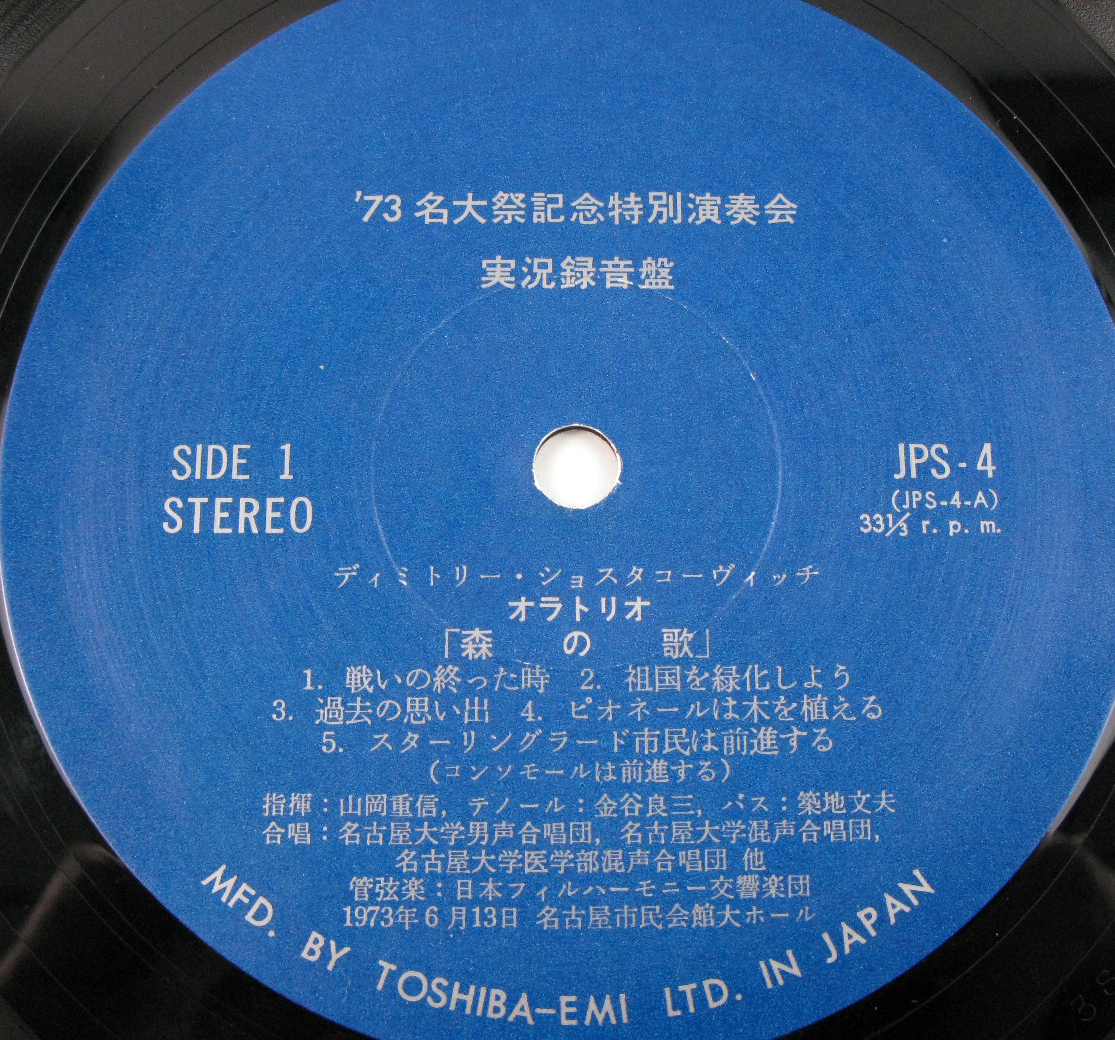 '73 名大祭記念特別演奏会
実況録音盤
SIDE 1
STEREO
JPS-4
(JPS-4-A)
33⅓ r. p. m.
ディミトリー・ショスタコーヴィッチ
オラトリオ
「森の歌」
1. 戦いの終った時 2. 祖国を緑化しよう
3. 過去の思い出 4. ピオネールは木を植える
5. スターリングラード市民は前進する
(コンソモールは前進する)
指揮：山岡重信, テノール：金谷良三, バス：築地文夫
合唱：名古屋大学男声合唱団, 名古屋大学混声合唱団,
名古屋大学医学部混声合唱団 他
管弦楽：日本フィルハーモニー交響楽団
1973年6月13日 名古屋市民会館大ホール
MFD. BY TOSHIBA-EMI LTD. IN JAPAN